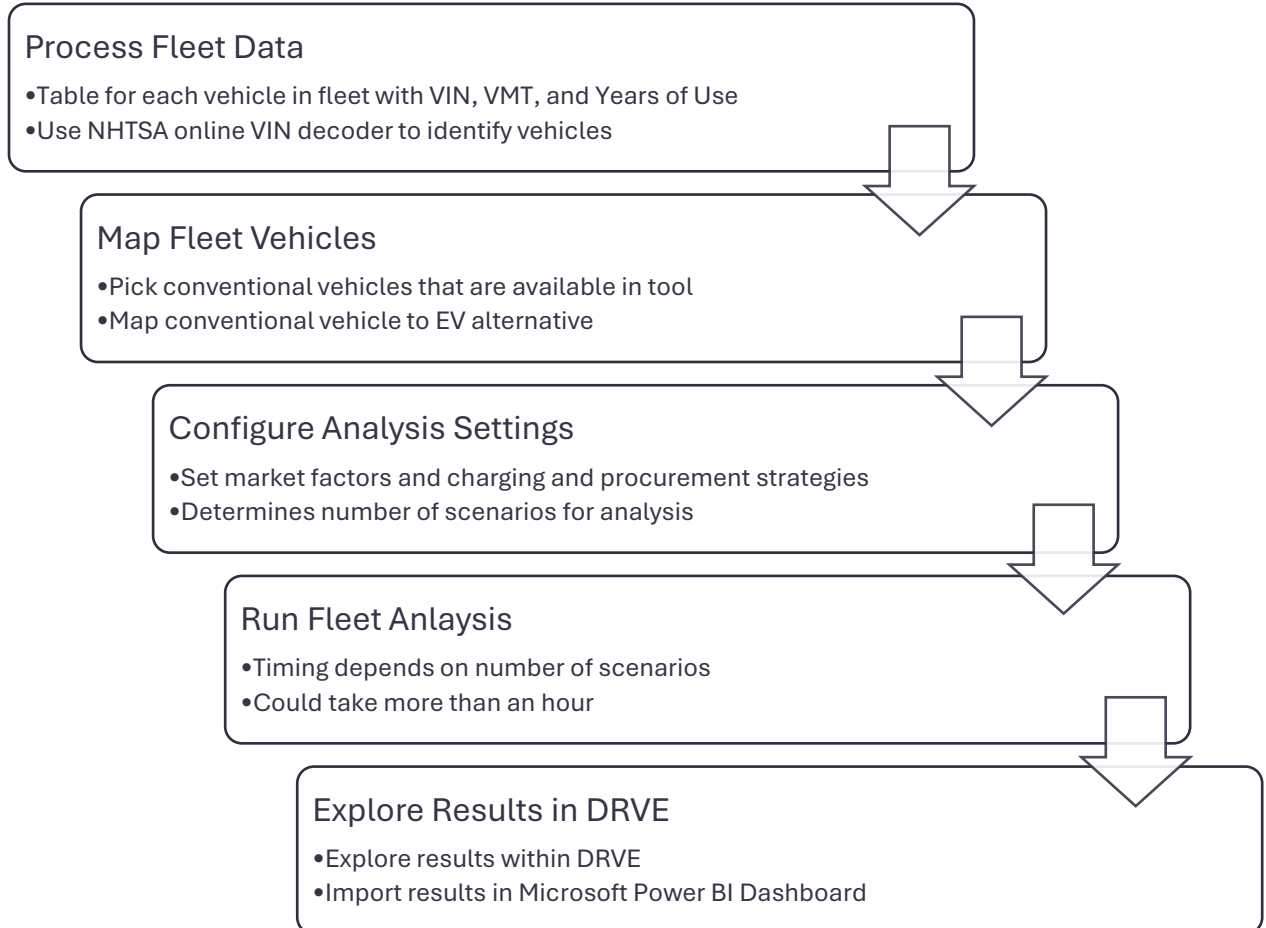 Process Fleet Data
•Table for each vehicle in fleet with VIN, VMT, and Years of Use
•Use NHTSA online VIN decoder to identify vehicles
Map Fleet Vehicles
•Pick conventional vehicles that are available in tool
•Map conventional vehicle to EV alternative
Configure Analysis Settings
•Set market factors and charging and procurement strategies
•Determines number of scenarios for analysis
Run Fleet Anlaysis
•Timing depends on number of scenarios
•Could take more than an hour
Explore Results in DRVE
•Explore results within DRVE
•Import results in Microsoft Power BI Dashboard